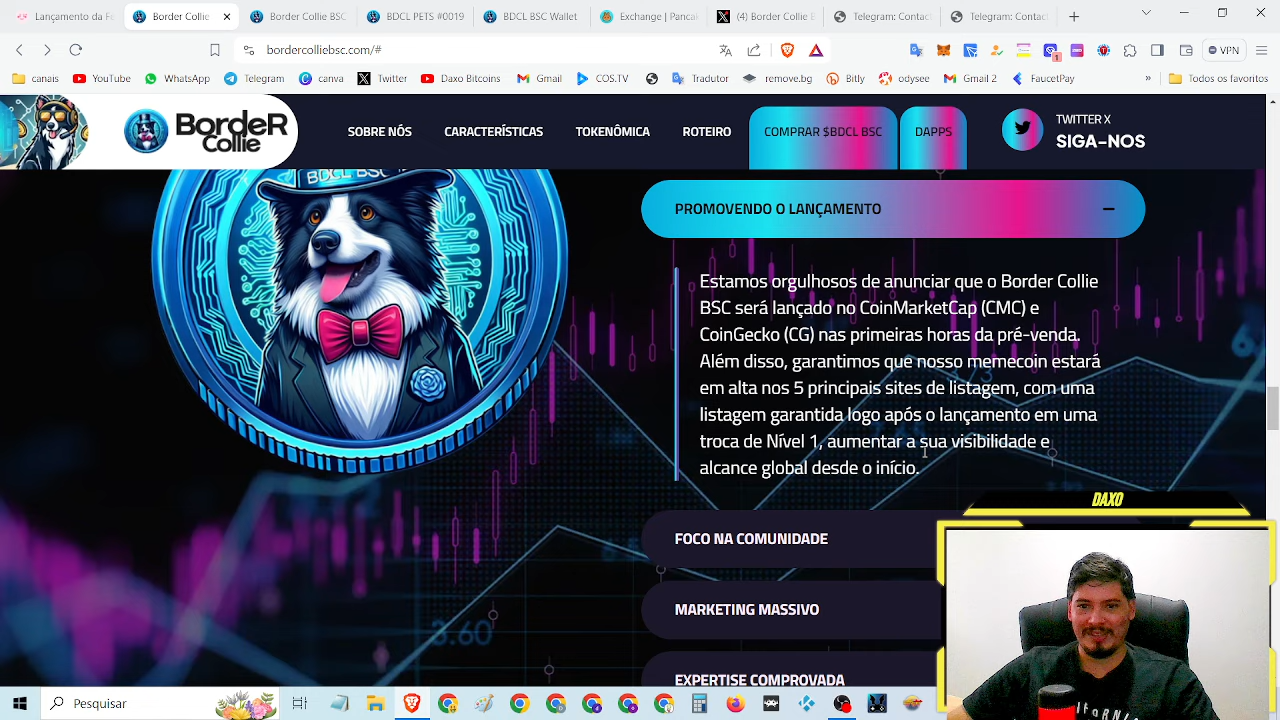 Lançamento da Fe
Border Collie
Border Collie BSC
BDCL PETS #0019
BDCL BSC Wallet
Exchange | Panca
(4) Border Collie B
Telegram: Contac
Telegram: Contac
bordercolliebsc.com/#
VPN
canais
YouTube
WhatsApp
Telegram
canva
Twitter
Daxo Bitcoins
Gmail
COS.TV
Tradutor
remove.bg
Bitly
odysee
Gmail 2
FaucetPay
»
Todos os favoritos
BordeR
Collie
SOBRE NÓS
CARACTERÍSTICAS
TOKENÔMICA
ROTEIRO
COMPRAR $BDCL BSC
DAPPS
TWITTER X
SIGA-NOS
BDCL BSC
PROMOVENDO O LANÇAMENTO
Estamos orgulhosos de anunciar que o Border Collie
BSC será lançado no CoinMarketCap (CMC) e
CoinGecko (CG) nas primeiras horas da pré-venda.
Além disso, garantimos que nosso memecoin estará
em alta nos 5 principais sites de listagem, com uma
listagem garantida logo após o lançamento em uma
troca de Nível 1, aumentar a sua visibilidade e
alcance global desde o início.
DAXO
FOCO NA COMUNIDADE
MARKETING MASSIVO
3.60
EXPERTISE COMPROVADA
Pesquisar